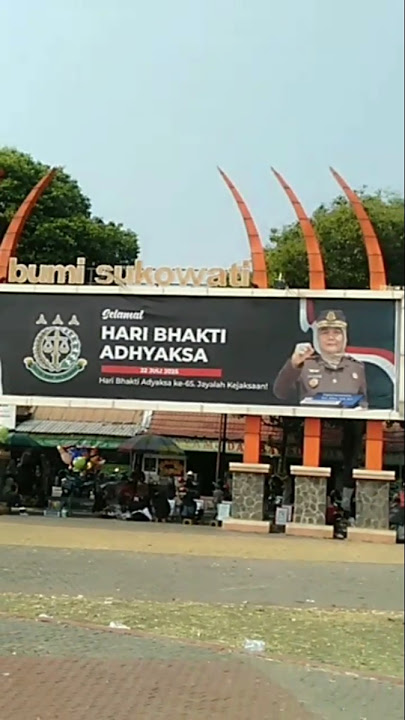 bumi sukowati
Selamat
HARI BHAKTI
ADHYAKSA
22 JULI 2025
Hari Bhakti Adyaksa ke-65, Jayalah Kejaksaan!